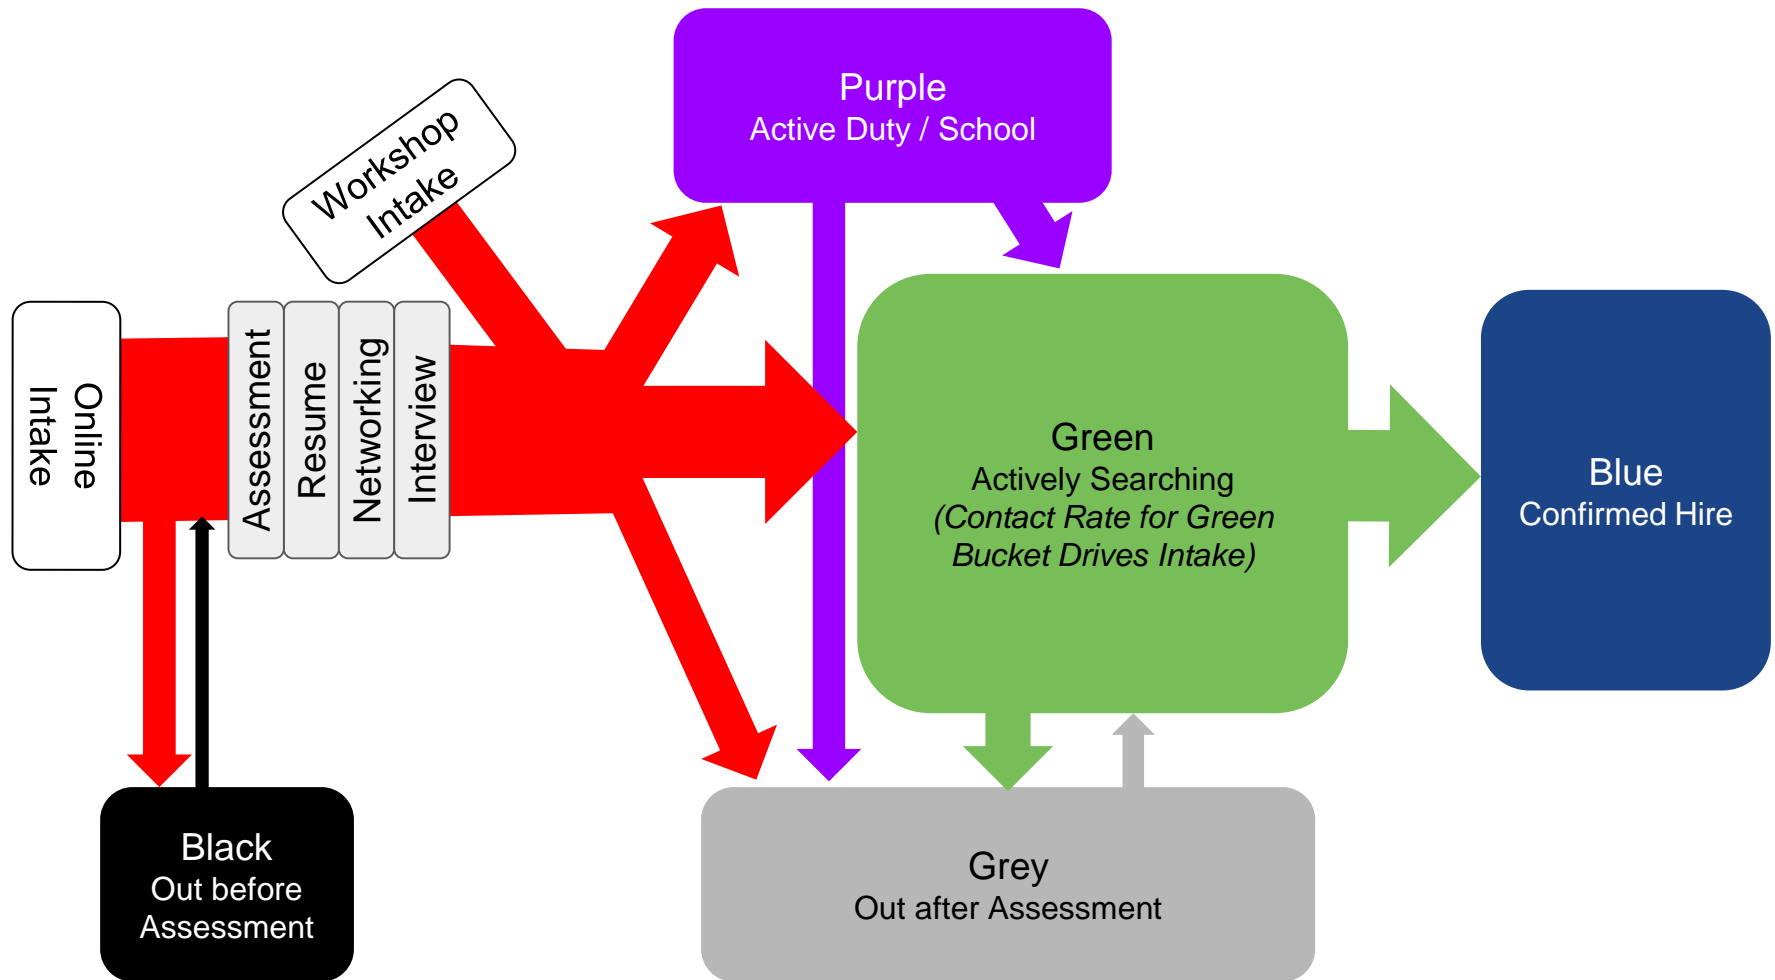 Purple
Active Duty / School
Workshop
Intake
Online
Intake
Assessment
Resume
Networking
Interview
Green
Actively Searching
(Contact Rate for Green
Bucket Drives Intake)
Blue
Confirmed Hire
Black
Out before
Assessment
Grey
Out after Assessment